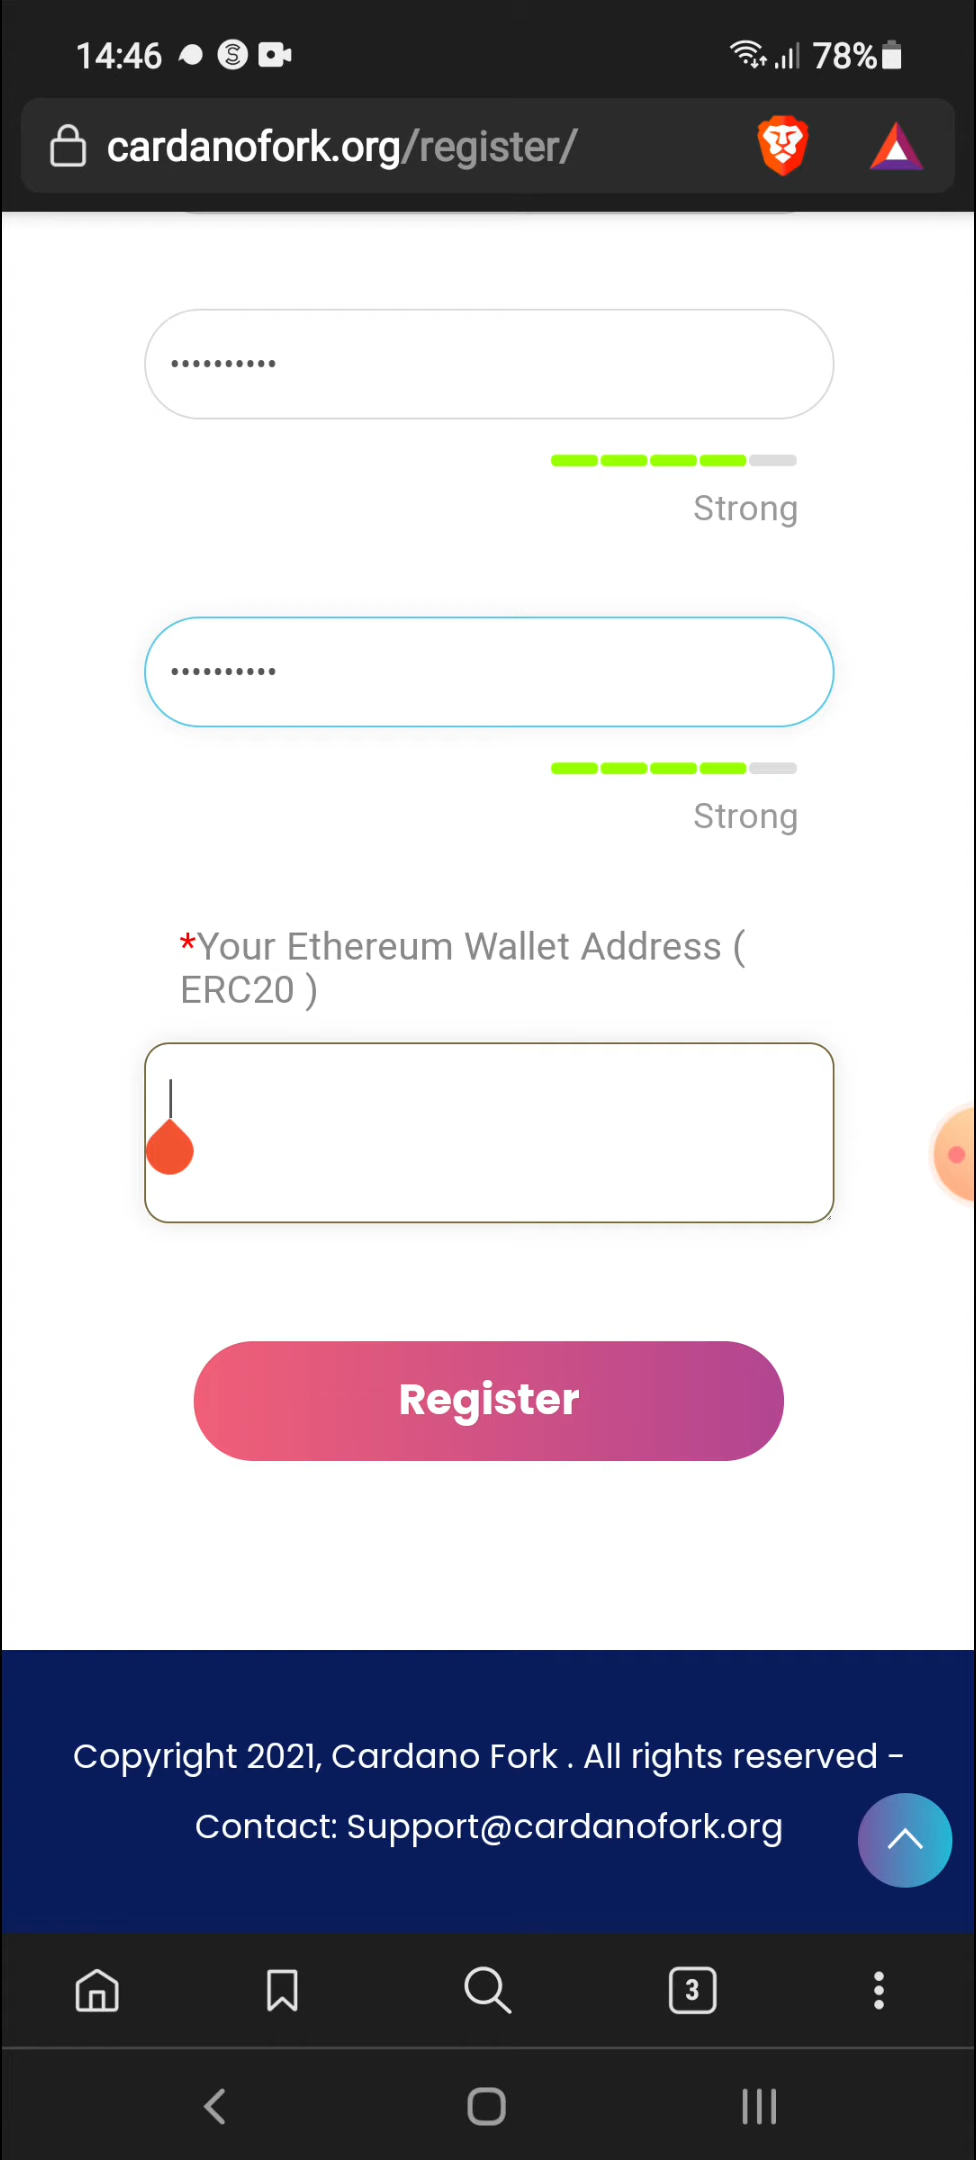 14:46
78%
cardanofork.org/register/
••••••••••
Strong
••••••••••
Strong
*Your Ethereum Wallet Address (
ERC20 )
Register
Copyright 2021, Cardano Fork . All rights reserved -
Contact: Support@cardanofork.org
3